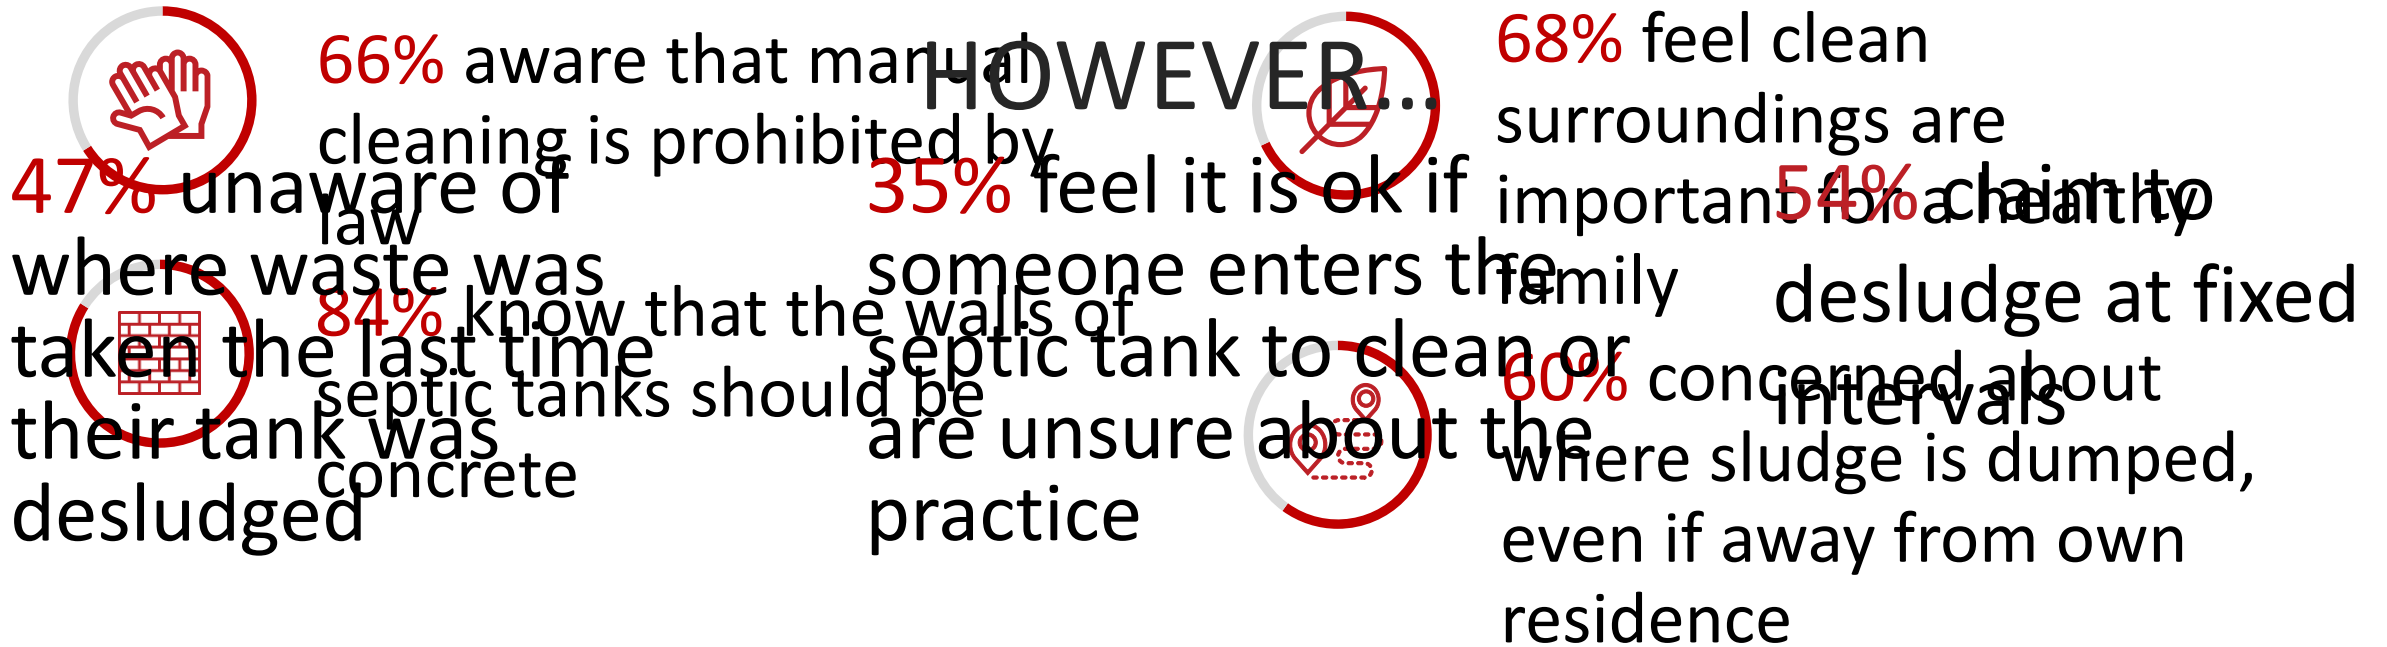 66% aware that manual
cleaning is prohibited by
law
84% know that the walls of
septic tanks should be
concrete
68% feel clean
surroundings are
important for a healthy
family
60% concerned about
where sludge is dumped,
even if away from own
residence
HOWEVER...
47% unaware of
where waste was
taken the last time
their tank was
desludged
35% feel it is ok if
someone enters the
septic tank to clean or
are unsure about the
practice
54% claim to
desludge at fixed
intervals